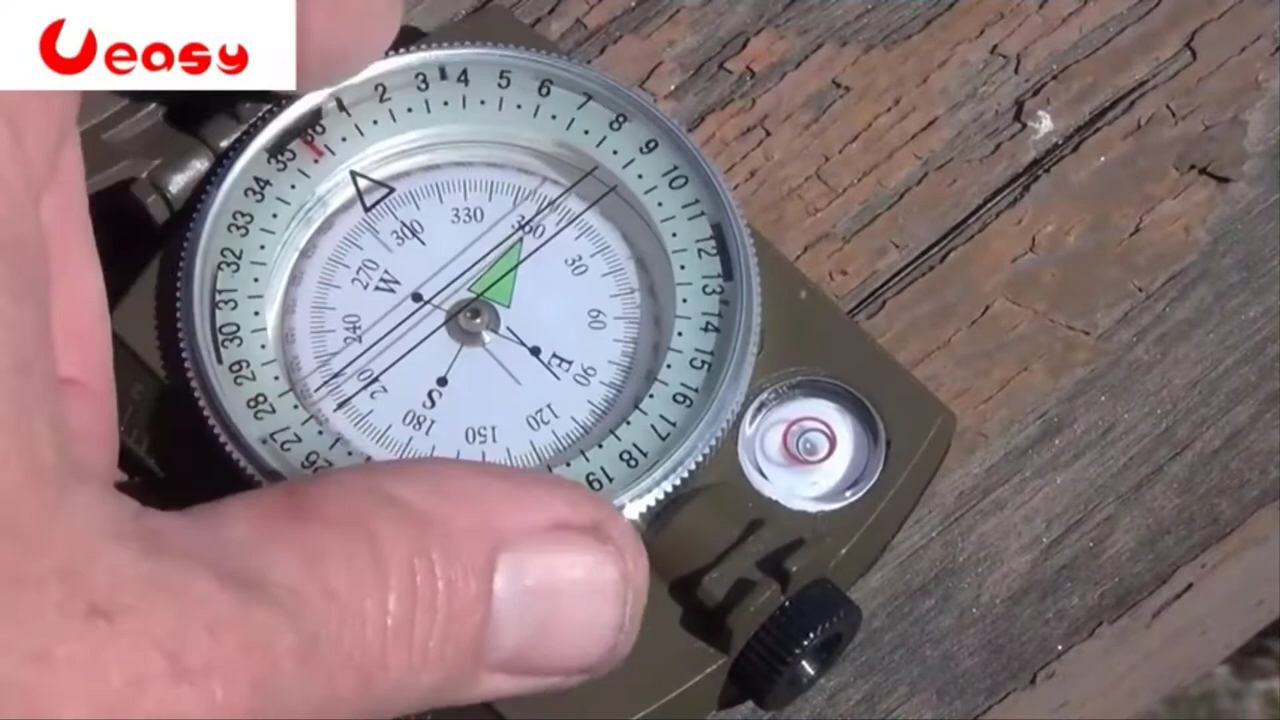 Ueasy
1 2 3 4 5 6 7 8 9 10 11 12 13 14 15 16 17 18 19
26 27 28 29 30 31 32 33 34 35
330 360 30 60 90 120 150 180 210 240 270 300
W E S